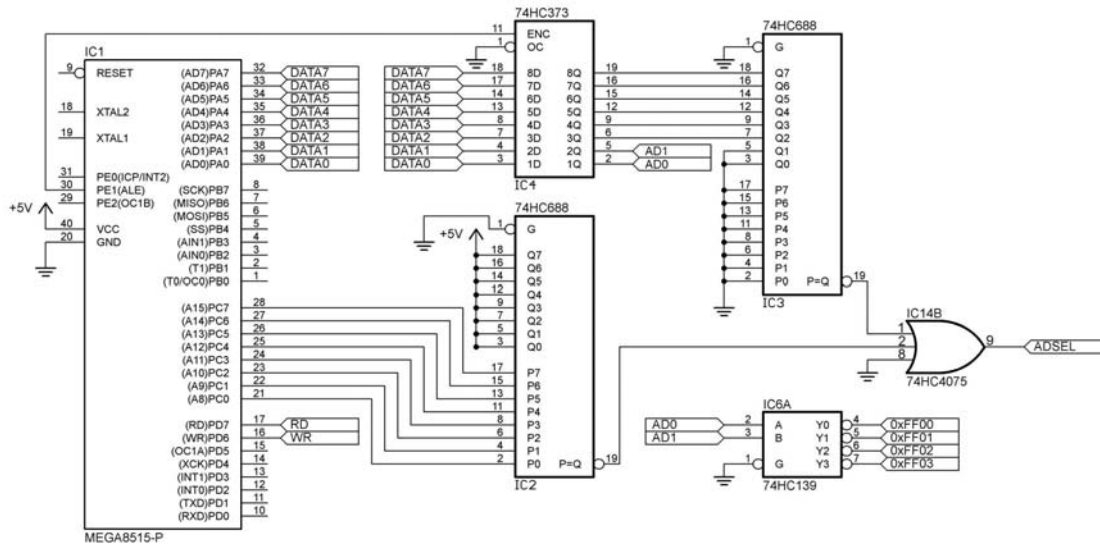 IC1
9 RESET
18 XTAL2
19 XTAL1
31 PE0(ICP/INT2)
30 PE1(ALE)
29 PE2(OC1B)
+5V
40 VCC
20 GND
(AD7)PA7 32 DATA7
(AD6)PA6 33 DATA6
(AD5)PA5 34 DATA5
(AD4)PA4 35 DATA4
(AD3)PA3 36 DATA3
(AD2)PA2 37 DATA2
(AD1)PA1 38 DATA1
(AD0)PA0 39 DATA0
(SCK)PB7 8
(MISO)PB6 7
(MOSI)PB5 6
(SS)PB4 5
(AIN1)PB3 4
(AIN0)PB2 3
(T1)PB1 2
(T0/OC0)PB0 1
(A15)PC7 28
(A14)PC6 27
(A13)PC5 26
(A12)PC4 25
(A11)PC3 24
(A10)PC2 23
(A9)PC1 22
(A8)PC0 21
(RD)PD7 17 RD
(WR)PD6 16 WR
(OC1A)PD5 15
(XCK)PD4 14
(INT1)PD3 13
(INT0)PD2 12
(TXD)PD1 11
(RXD)PD0 10
MEGA8515-P
74HC373
11 ENC
1 OC
DATA7 18 8D 8Q 19
DATA6 17 7D 7Q 16
DATA5 14 6D 6Q 15
DATA4 13 5D 5Q 12
DATA3 8 4D 4Q 9
DATA2 7 3D 3Q 6
DATA1 4 2D 2Q 5 AD1
DATA0 3 1D 1Q 2 AD0
IC4
74HC688
+5V
1 G
18 Q7
16 Q6
14 Q5
12 Q4
9 Q3
7 Q2
5 Q1
3 Q0
17 P7
15 P6
13 P5
11 P4
8 P3
6 P2
4 P1
2 P0 P=Q 19
IC2
74HC688
1 G
18 Q7
16 Q6
14 Q5
12 Q4
9 Q3
7 Q2
5 Q1
3 Q0
17 P7
15 P6
13 P5
11 P4
8 P3
6 P2
4 P1
2 P0 P=Q 19
IC3
IC14B
1
2
8
9 ADSEL
74HC4075
IC6A
AD0 2 A Y0 4 0xFF00
AD1 3 B Y1 5 0xFF01
Y2 6 0xFF02
1 G Y3 7 0xFF03
74HC139